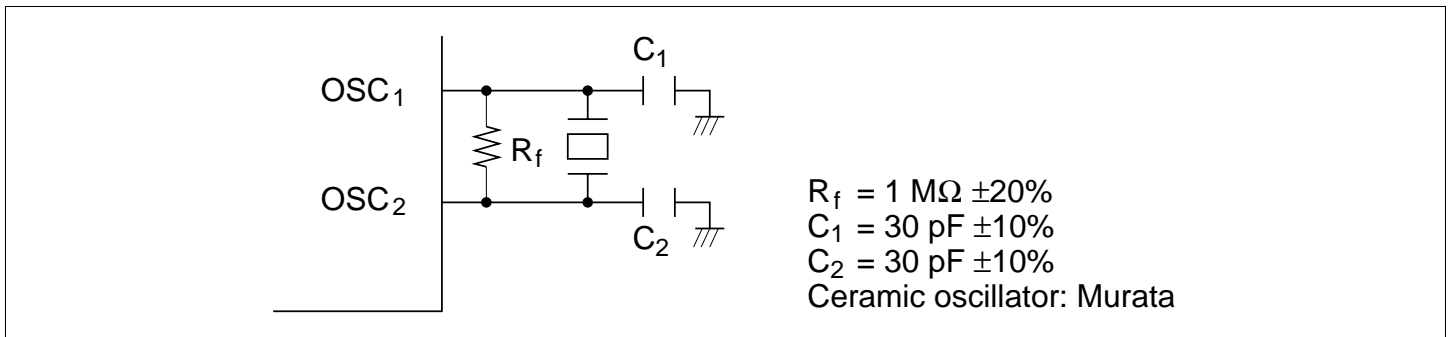 C1
OSC1
Rf
OSC2
C2
Rf = 1 MΩ ±20%
C1 = 30 pF ±10%
C2 = 30 pF ±10%
Ceramic oscillator: Murata